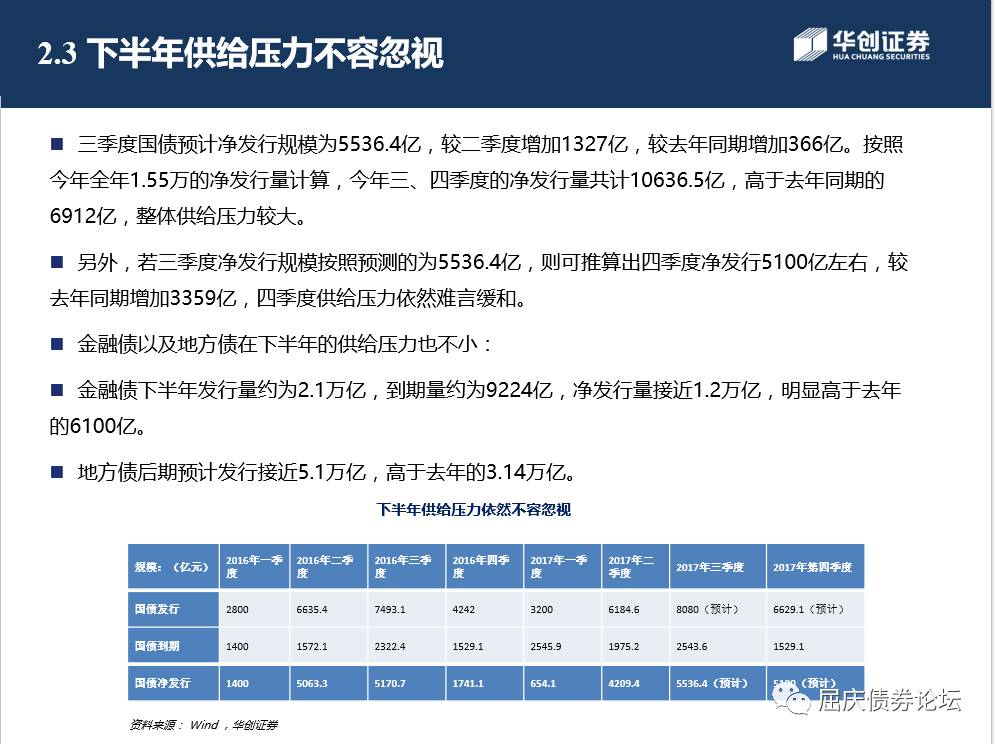 2.3 下半年供给压力不容忽视
华创证券
HUA CHUANG SECURITIES
■ 三季度国债预计净发行规模为5536.4亿，较二季度增加1327亿，较去年同期增加366亿。按照
今年全年1.55万的净发行量计算，今年三、四季度的净发行量共计10636.5亿，高于去年同期的
6912亿，整体供给压力较大。
■ 另外，若三季度净发行规模按照预测的为5536.4亿，则可推算出四季度净发行5100亿左右，较
去年同期增加3359亿，四季度供给压力依然难言缓和。
■ 金融债以及地方债在下半年的供给压力也不小：
■ 金融债下半年发行量约为2.1万亿，到期量约为9224亿，净发行量接近1.2万亿，明显高于去年
的6100亿。
■ 地方债后期预计发行接近5.1万亿，高于去年的3.14万亿。
下半年供给压力依然不容忽视
规模：（亿元） 2016年一季度 2016年二季度 2016年三季度 2016年四季度 2017年一季度 2017年二季度 2017年三季度 2017年第四季度
国债发行 2800 6635.4 7493.1 4242 3200 6184.6 8080（预计） 6629.1（预计）
国债到期 1400 1572.1 2322.4 1529.1 2545.9 1975.2 2543.6 1529.1
国债净发行 1400 5063.3 5170.7 1741.1 654.1 4209.4 5536.4（预计） 5100（预计）
屈庆债券论坛
资料来源：Wind，华创证券